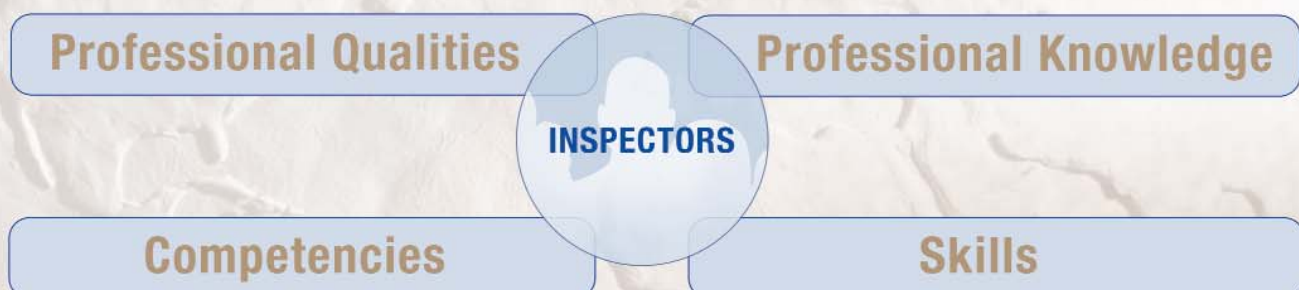 Professional Qualities
Professional Knowledge
INSPECTORS
Competencies
Skills